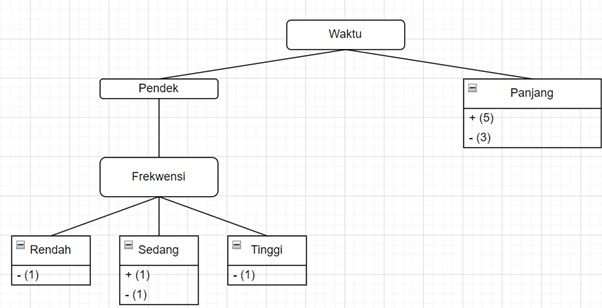 Waktu
Pendek
Panjang
+ (5)
- (3)
Frekwensi
Rendah
- (1)
Sedang
+ (1)
- (1)
Tinggi
- (1)